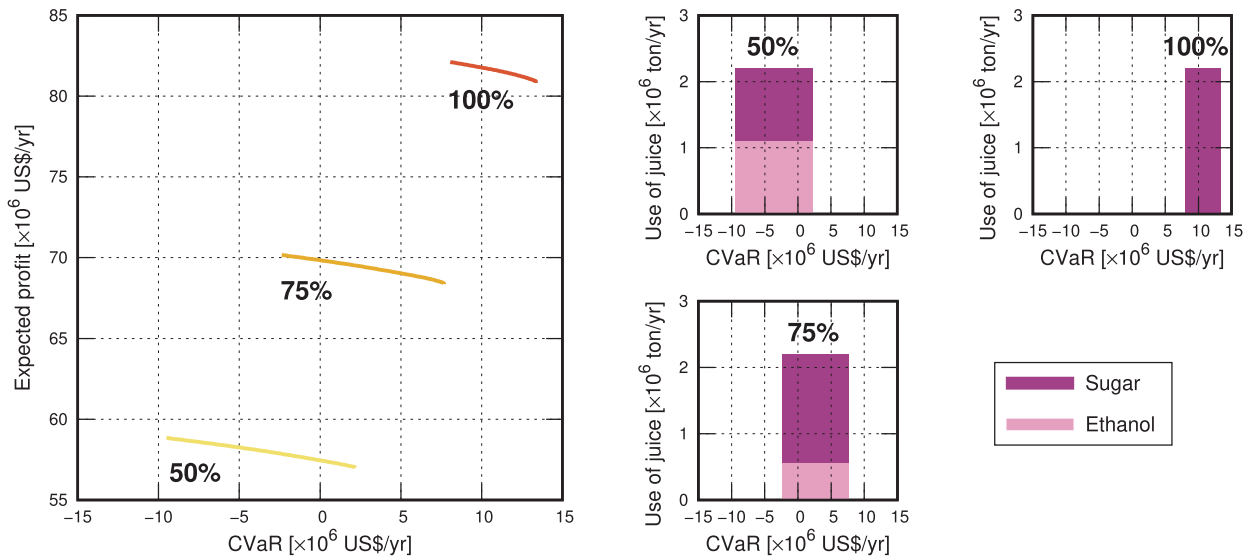 85
80
75
70
65
60
55
Expected profit [×10⁶ US$/yr]
100%
75%
50%
−15 −10 −5 0 5 10 15
CVaR [×10⁶ US$/yr]
3
2
1
0
Use of juice [×10⁶ ton/yr]
50%
−15 −10 −5 0 5 10 15
CVaR [×10⁶ US$/yr]
3
2
1
0
Use of juice [×10⁶ ton/yr]
100%
−15 −10 −5 0 5 10 15
CVaR [×10⁶ US$/yr]
3
2
1
0
Use of juice [×10⁶ ton/yr]
75%
−15 −10 −5 0 5 10 15
CVaR [×10⁶ US$/yr]
Sugar
Ethanol